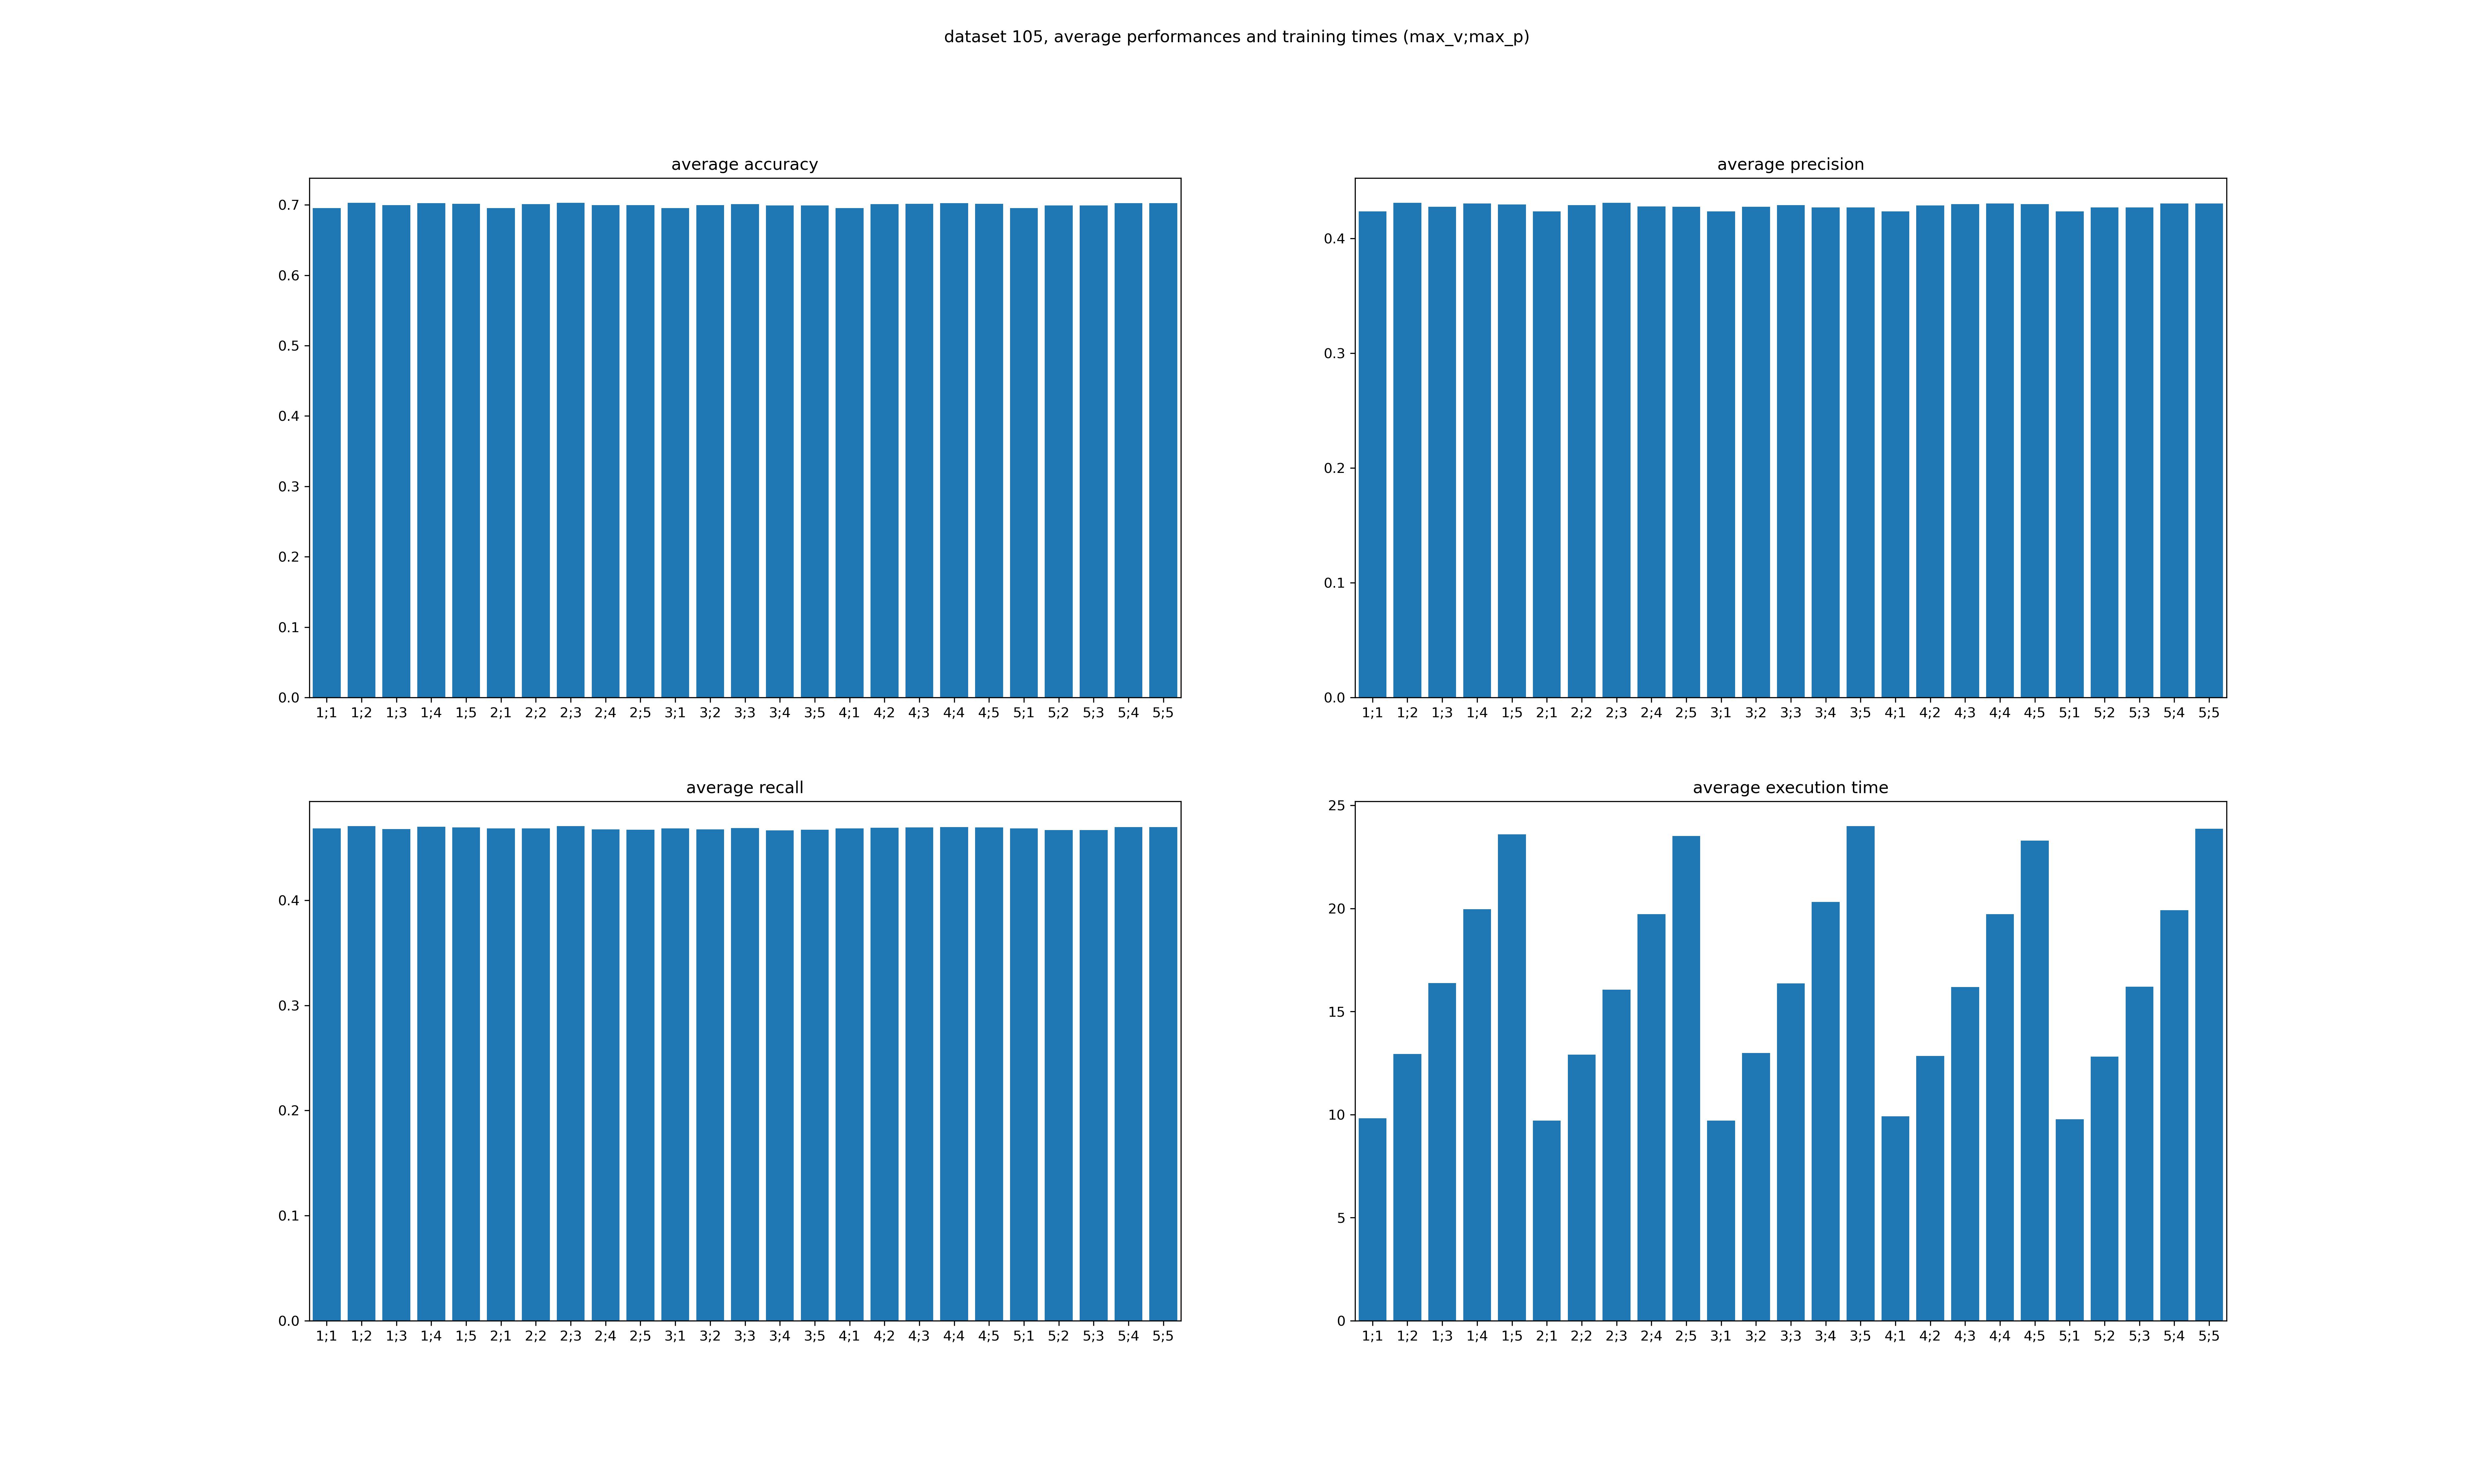 dataset 105, average performances and training times (max_v;max_p)
average accuracy
0.7
0.6
0.5
0.4
0.3
0.2
0.1
0.0
1;1 1;2 1;3 1;4 1;5 2;1 2;2 2;3 2;4 2;5 3;1 3;2 3;3 3;4 3;5 4;1 4;2 4;3 4;4 4;5 5;1 5;2 5;3 5;4 5;5
average precision
0.4
0.3
0.2
0.1
0.0
1;1 1;2 1;3 1;4 1;5 2;1 2;2 2;3 2;4 2;5 3;1 3;2 3;3 3;4 3;5 4;1 4;2 4;3 4;4 4;5 5;1 5;2 5;3 5;4 5;5
average recall
0.4
0.3
0.2
0.1
0.0
1;1 1;2 1;3 1;4 1;5 2;1 2;2 2;3 2;4 2;5 3;1 3;2 3;3 3;4 3;5 4;1 4;2 4;3 4;4 4;5 5;1 5;2 5;3 5;4 5;5
average execution time
25
20
15
10
5
0
1;1 1;2 1;3 1;4 1;5 2;1 2;2 2;3 2;4 2;5 3;1 3;2 3;3 3;4 3;5 4;1 4;2 4;3 4;4 4;5 5;1 5;2 5;3 5;4 5;5